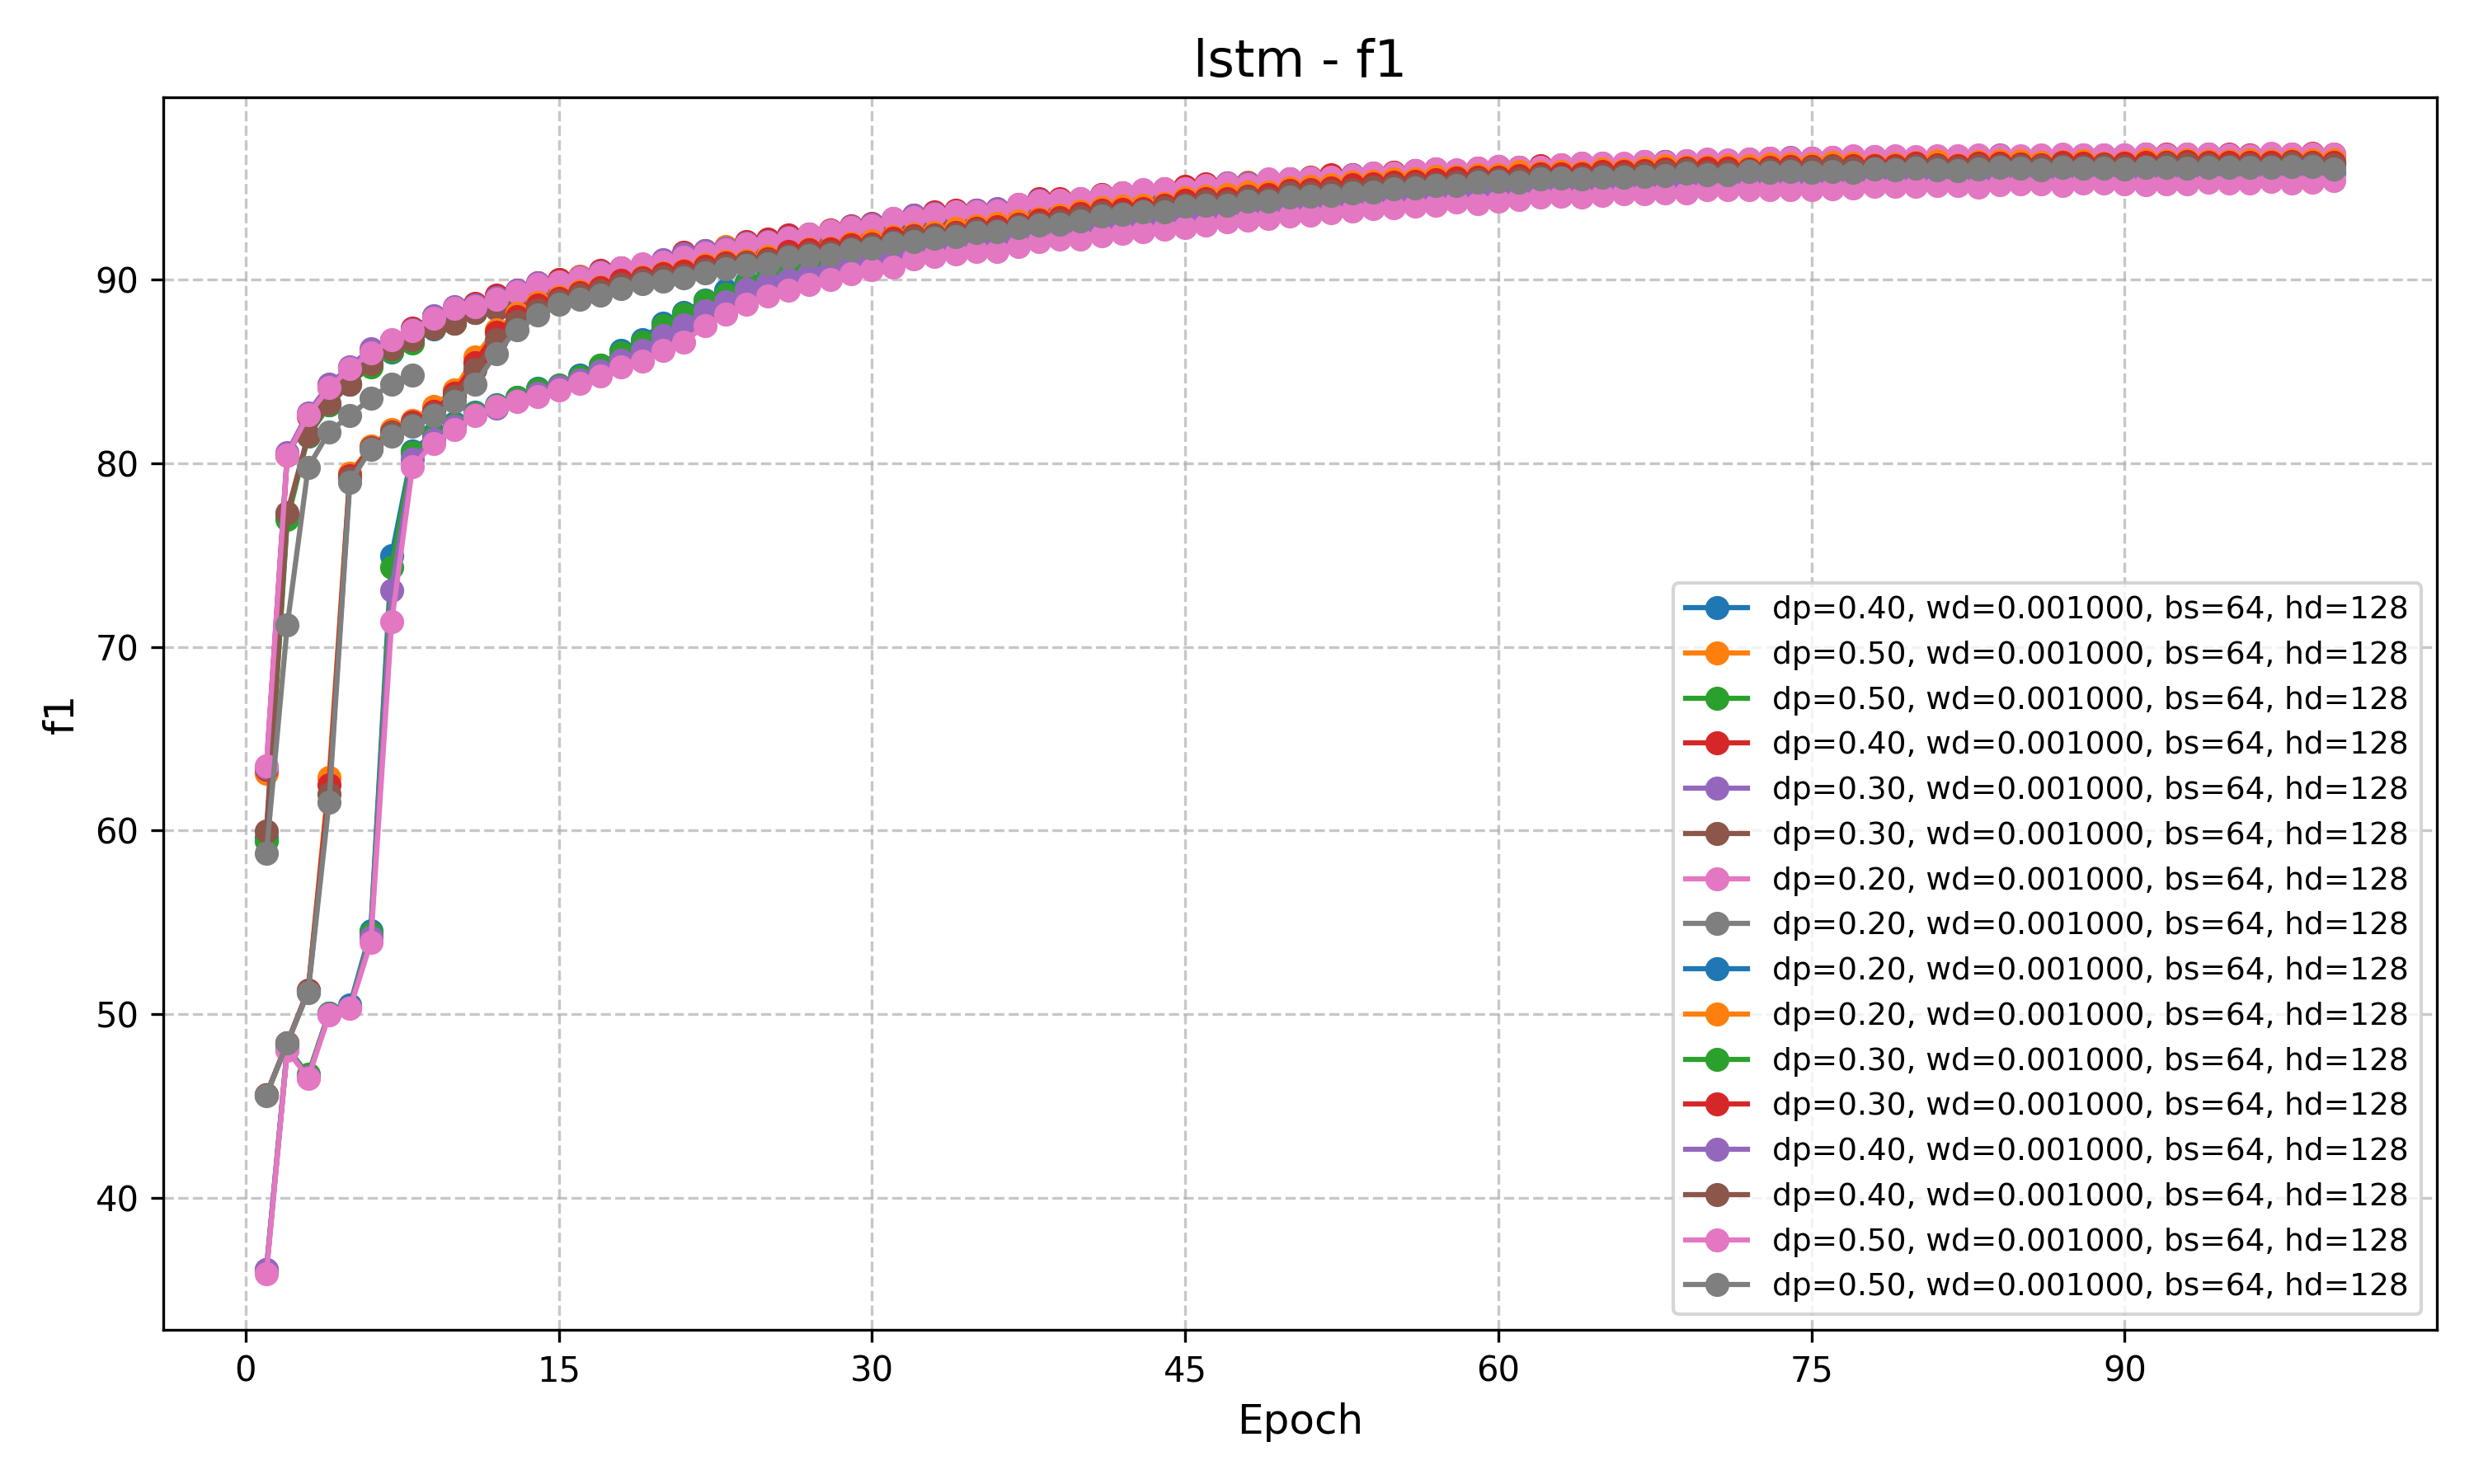 lstm - f1
f1
90
80
70
60
50
40
0 15 30 45 60 75 90
Epoch
dp=0.40, wd=0.001000, bs=64, hd=128
dp=0.50, wd=0.001000, bs=64, hd=128
dp=0.50, wd=0.001000, bs=64, hd=128
dp=0.40, wd=0.001000, bs=64, hd=128
dp=0.30, wd=0.001000, bs=64, hd=128
dp=0.30, wd=0.001000, bs=64, hd=128
dp=0.20, wd=0.001000, bs=64, hd=128
dp=0.20, wd=0.001000, bs=64, hd=128
dp=0.20, wd=0.001000, bs=64, hd=128
dp=0.20, wd=0.001000, bs=64, hd=128
dp=0.30, wd=0.001000, bs=64, hd=128
dp=0.30, wd=0.001000, bs=64, hd=128
dp=0.40, wd=0.001000, bs=64, hd=128
dp=0.40, wd=0.001000, bs=64, hd=128
dp=0.50, wd=0.001000, bs=64, hd=128
dp=0.50, wd=0.001000, bs=64, hd=128